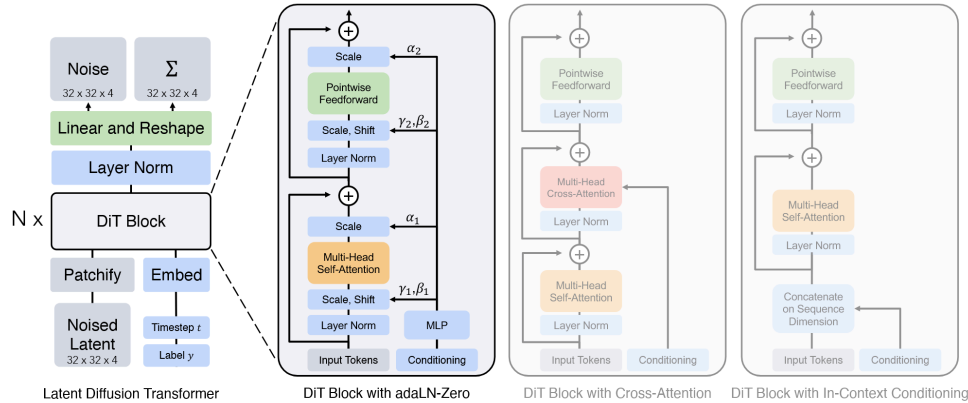 Noise
32 x 32 x 4
Σ
32 x 32 x 4
Linear and Reshape
Layer Norm
N x
DiT Block
Patchify
Embed
Noised
Latent
32 x 32 x 4
Timestep t
Label y
Latent Diffusion Transformer
+
Scale
α2
Pointwise
Feedforward
γ2,β2
Scale, Shift
Layer Norm
+
Scale
α1
Multi-Head
Self-Attention
γ1,β1
Scale, Shift
Layer Norm
MLP
Input Tokens
Conditioning
DiT Block with adaLN-Zero
+
Pointwise
Feedforward
Layer Norm
+
Multi-Head
Cross-Attention
Layer Norm
+
Multi-Head
Self-Attention
Layer Norm
Input Tokens
Conditioning
DiT Block with Cross-Attention
+
Pointwise
Feedforward
Layer Norm
+
Multi-Head
Self-Attention
Layer Norm
Concatenate
on Sequence
Dimension
Input Tokens
Conditioning
DiT Block with In-Context Conditioning